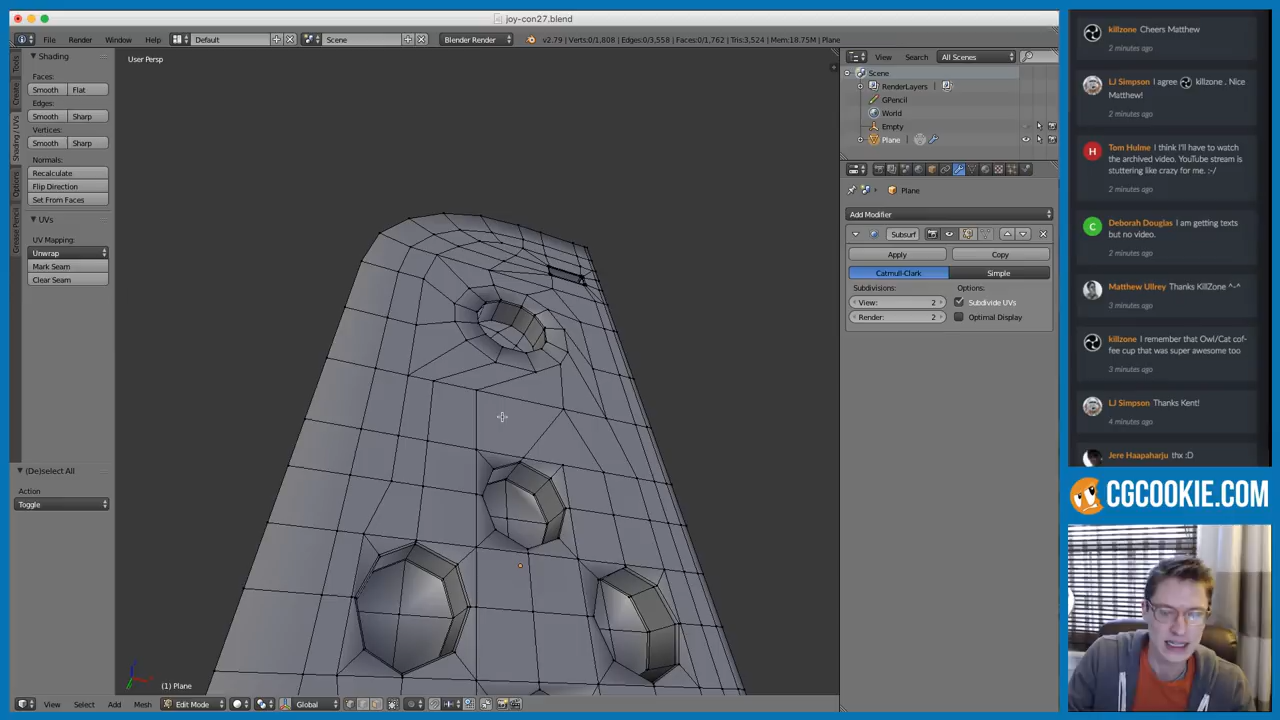 joy-con27.blend
File Render Window Help Default Scene Blender Render v2.79 | Verts:0/1,808 | Edges:0/3,558 | Faces:0/1,762 | Tris:3,524 | Mem:18.75M | Plane
User Persp
Tools
Create
Shading / UVs
Options
Grease Pencil
Shading
Faces:
Smooth Flat
Edges:
Smooth Sharp
Vertices:
Smooth Sharp
Normals:
Recalculate
Flip Direction
Set From Faces
UVs
UV Mapping:
Unwrap
Mark Seam
Clear Seam
(De)select All
Action
Toggle
(1) Plane
View Select Add Mesh Edit Mode Global
View Search All Scenes
Scene
RenderLayers
GPencil
World
Empty
Plane
Plane
Add Modifier
Subsurf
Apply Copy
Catmull-Clark Simple
Subdivisions: Options:
View: 2 Subdivide UVs
Render: 2 Optimal Display
killzone Cheers Matthew
2 minutes ago
LJ Simpson I agree killzone . Nice
Matthew!
2 minutes ago
H Tom Hulme I think I'll have to watch
the archived video. YouTube stream is
stuttering like crazy for me. :-/
2 minutes ago
C Deborah Douglas I am getting texts
but no video.
2 minutes ago
Matthew Ullrey Thanks KillZone ^-^
3 minutes ago
killzone I remember that Owl/Cat cof-
fee cup that was super awesome too
3 minutes ago
LJ Simpson Thanks Kent!
4 minutes ago
Jere Haapaharju thx :D
CGCOOKIE.COM